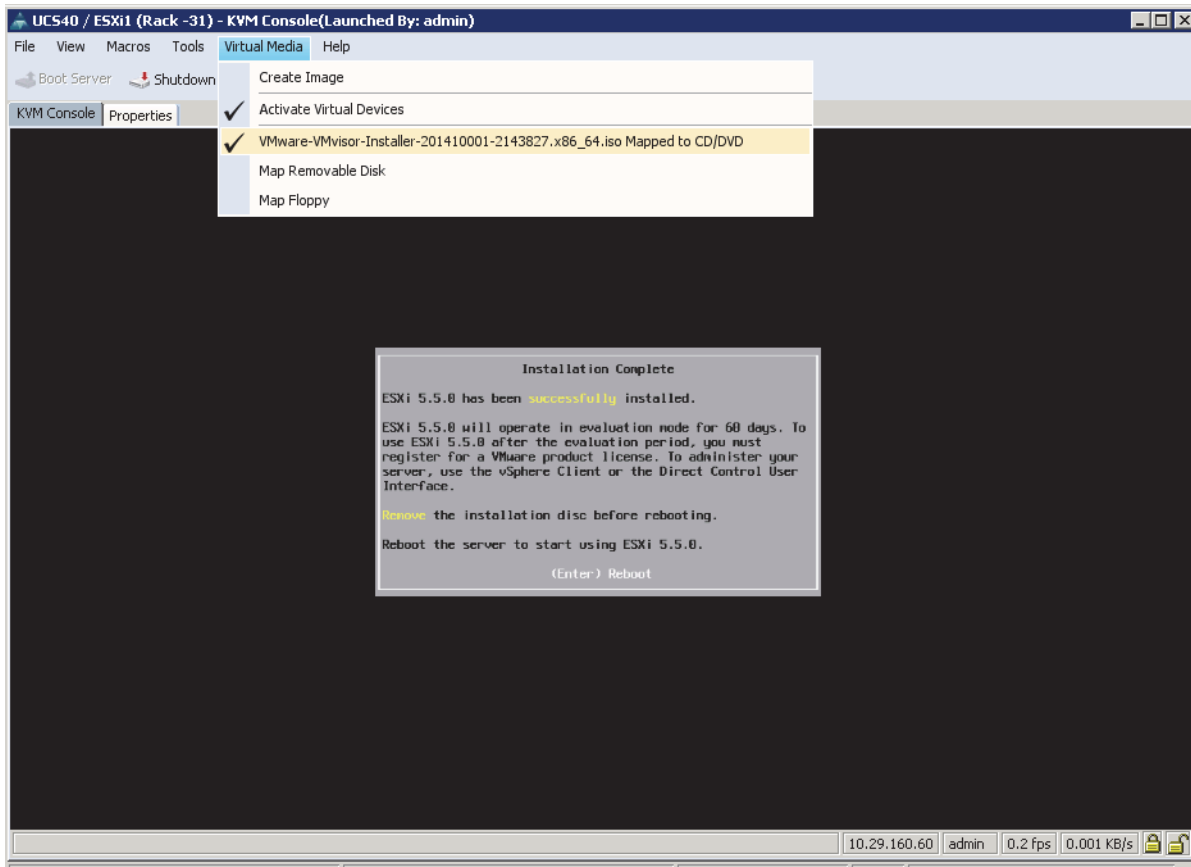 UCS40 / ESXi1 (Rack -31) - KVM Console(Launched By: admin)
File View Macros Tools Virtual Media Help
Boot Server Shutdown
Create Image
KVM Console Properties
Activate Virtual Devices
VMware-VMvisor-Installer-201410001-2143827.x86_64.iso Mapped to CD/DVD
Map Removable Disk
Map Floppy
Installation Complete
ESXi 5.5.0 has been successfully installed.
ESXi 5.5.0 will operate in evaluation mode for 60 days. To
use ESXi 5.5.0 after the evaluation period, you must
register for a VMware product license. To administer your
server, use the vSphere Client or the Direct Control User
Interface.
Remove the installation disc before rebooting.
Reboot the server to start using ESXi 5.5.0.
(Enter) Reboot
10.29.160.60 admin 0.2 fps 0.001 KB/s